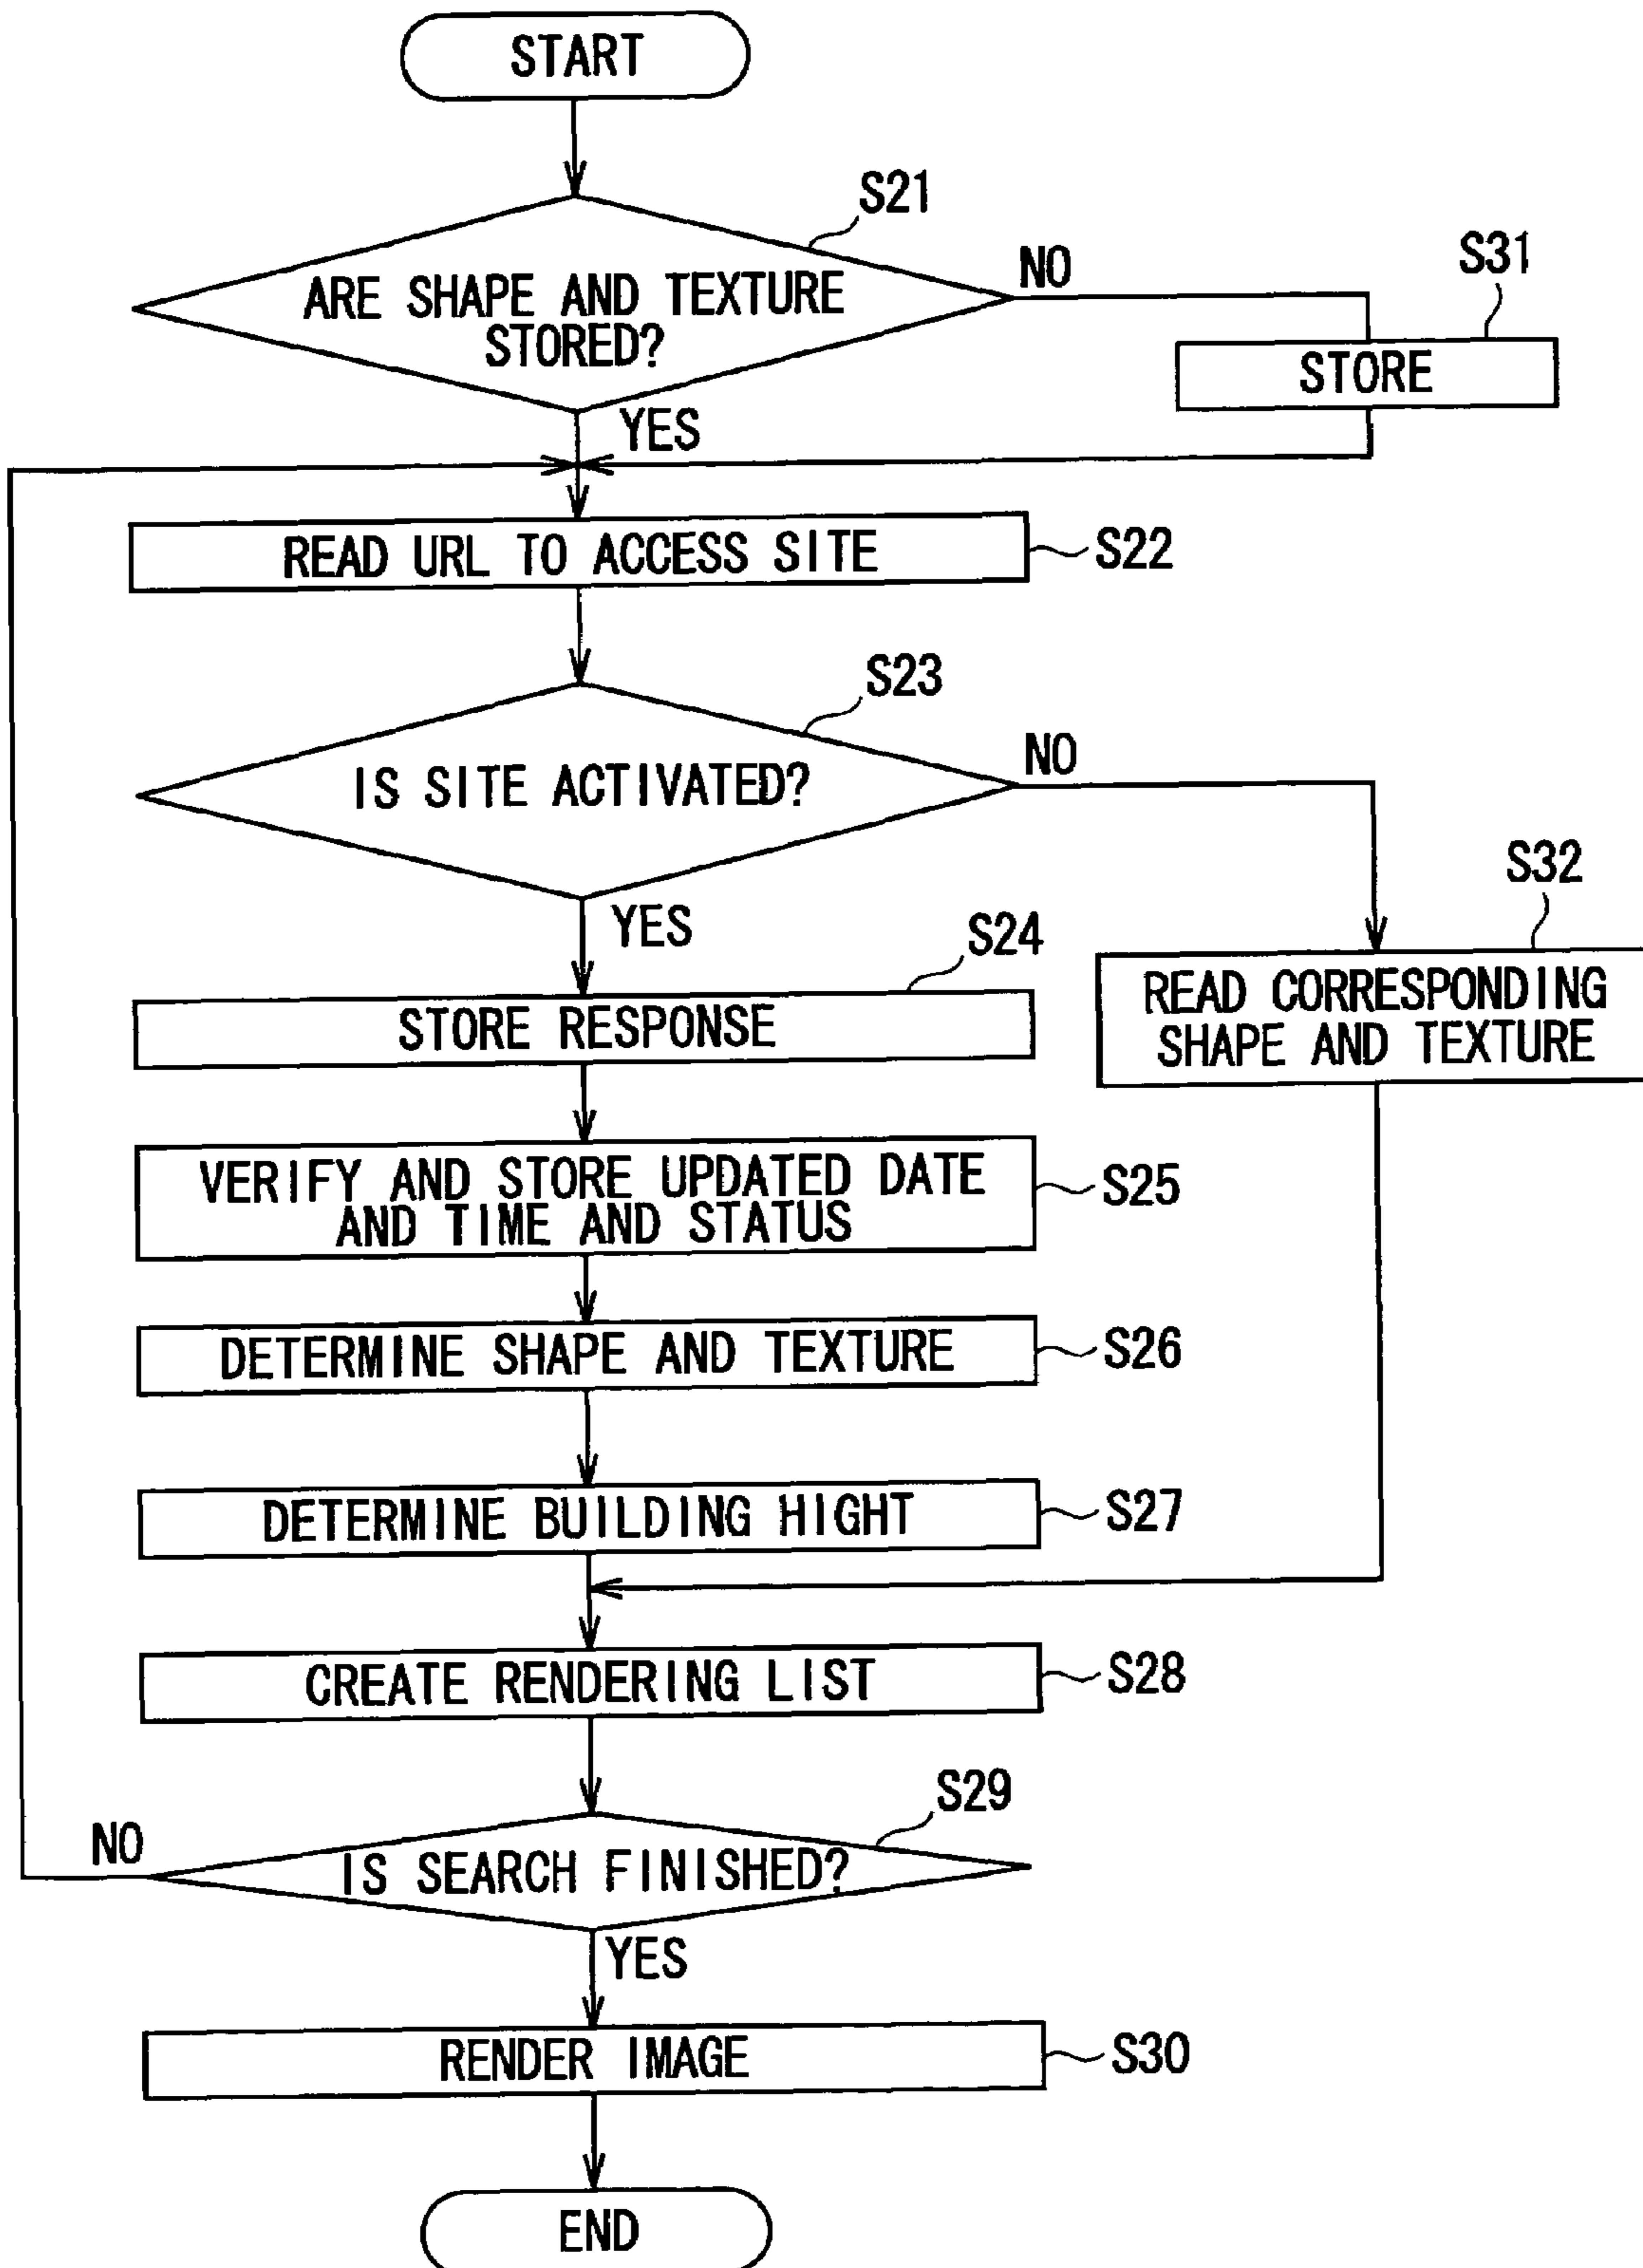 START
S21
ARE SHAPE AND TEXTURE
STORED?
NO
S31
STORE
YES
READ URL TO ACCESS SITE
S22
S23
IS SITE ACTIVATED?
NO
YES
S32
READ CORRESPONDING
SHAPE AND TEXTURE
S24
STORE RESPONSE
VERIFY AND STORE UPDATED DATE
AND TIME AND STATUS
S25
DETERMINE SHAPE AND TEXTURE
S26
DETERMINE BUILDING HIGHT
S27
CREATE RENDERING LIST
S28
S29
NO
IS SEARCH FINISHED?
YES
RENDER IMAGE
S30
END